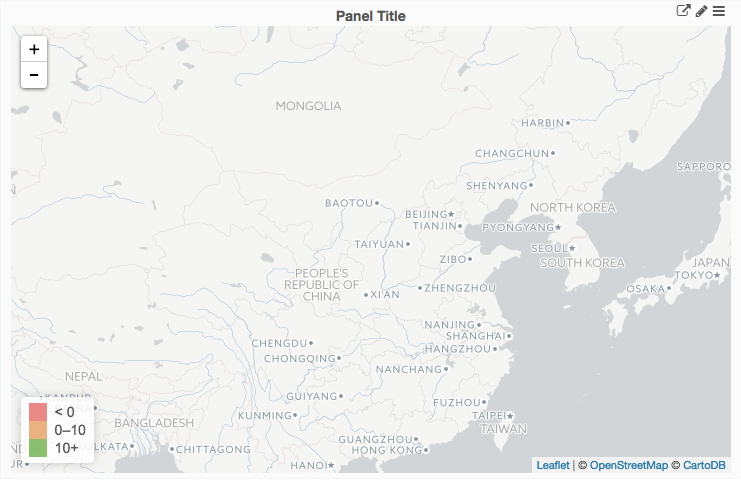 Panel Title
+
−
MONGOLIA
HARBIN
CHANGCHUN
SAPPORO
SHENYANG
BAOTOU
BEIJING
NORTH KOREA
TIANJIN
PYONGYANG
TAIYUAN
SEOUL
ZIBO
SOUTH KOREA
JAPAN
TOKYO
PEOPLE'S
REPUBLIC OF
CHINA
XI'AN
ZHENGZHOU
OSAKA
NANJING
SHANGHAI
CHENGDU
HANGZHOU
CHONGQING
NANCHANG
NEPAL
GUIYANG
KANPUR
FUZHOU
KUNMING
TAIPEI
BANGLADESH
TAIWAN
GUANGZHOU
KOLKATA
CHITTAGONG
HONG KONG
HANOI
< 0
0–10
10+
Leaflet | © OpenStreetMap © CartoDB